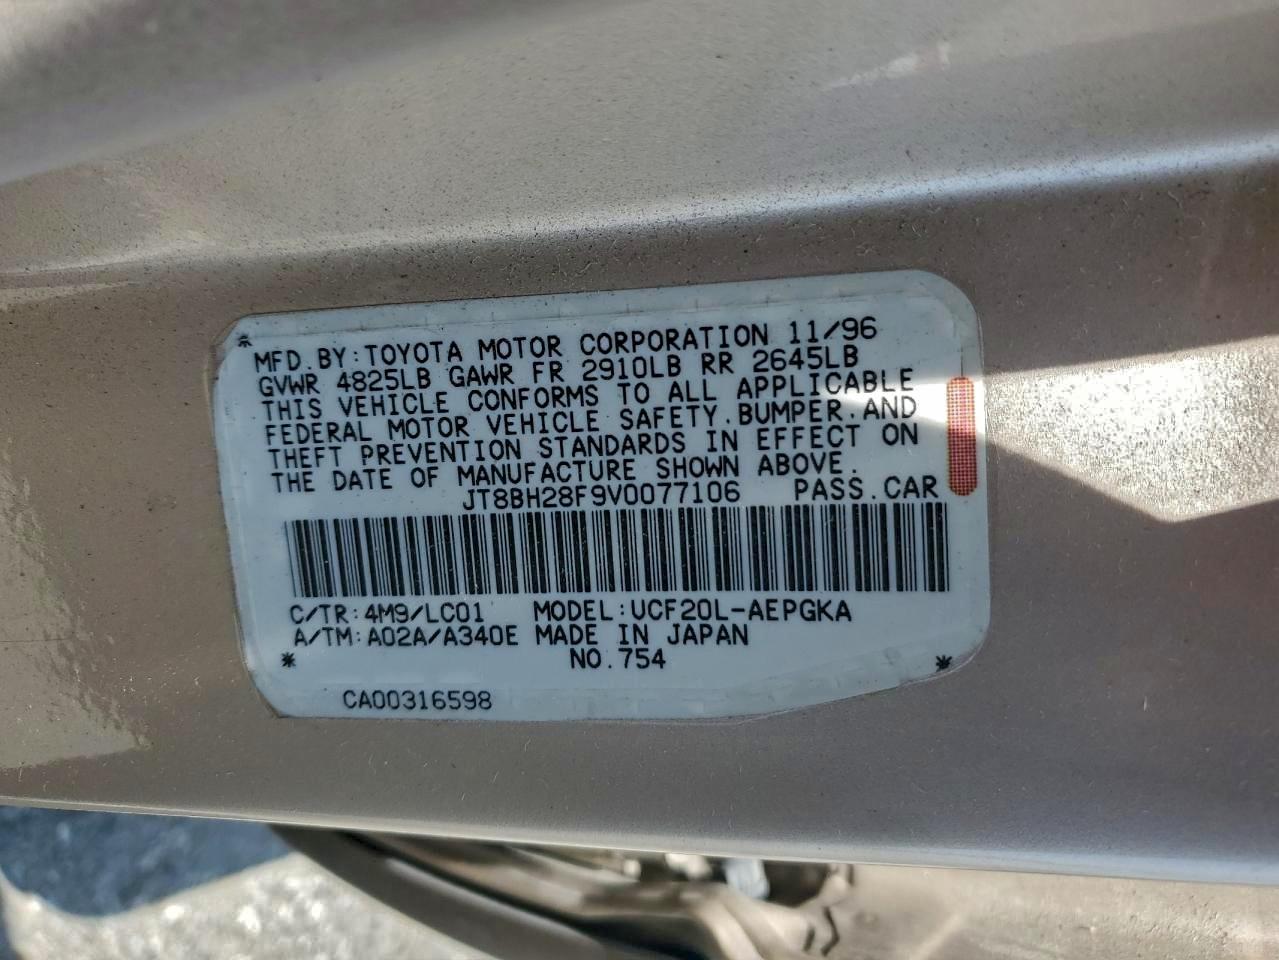 MFD.BY:TOYOTA MOTOR CORPORATION 11/96
GVWR 4825LB GAWR FR 2910LB RR 2645LB
THIS VEHICLE CONFORMS TO ALL APPLICABLE
FEDERAL MOTOR VEHICLE SAFETY.BUMPER.AND
THEFT PREVENTION STANDARDS IN EFFECT ON
THE DATE OF MANUFACTURE SHOWN ABOVE.
JT8BH28F9V0077106 PASS.CAR
C/TR:4M9/LC01 MODEL:UCF20L-AEPGKA
A/TM:A02A/A340E MADE IN JAPAN
NO.754
CA00316598